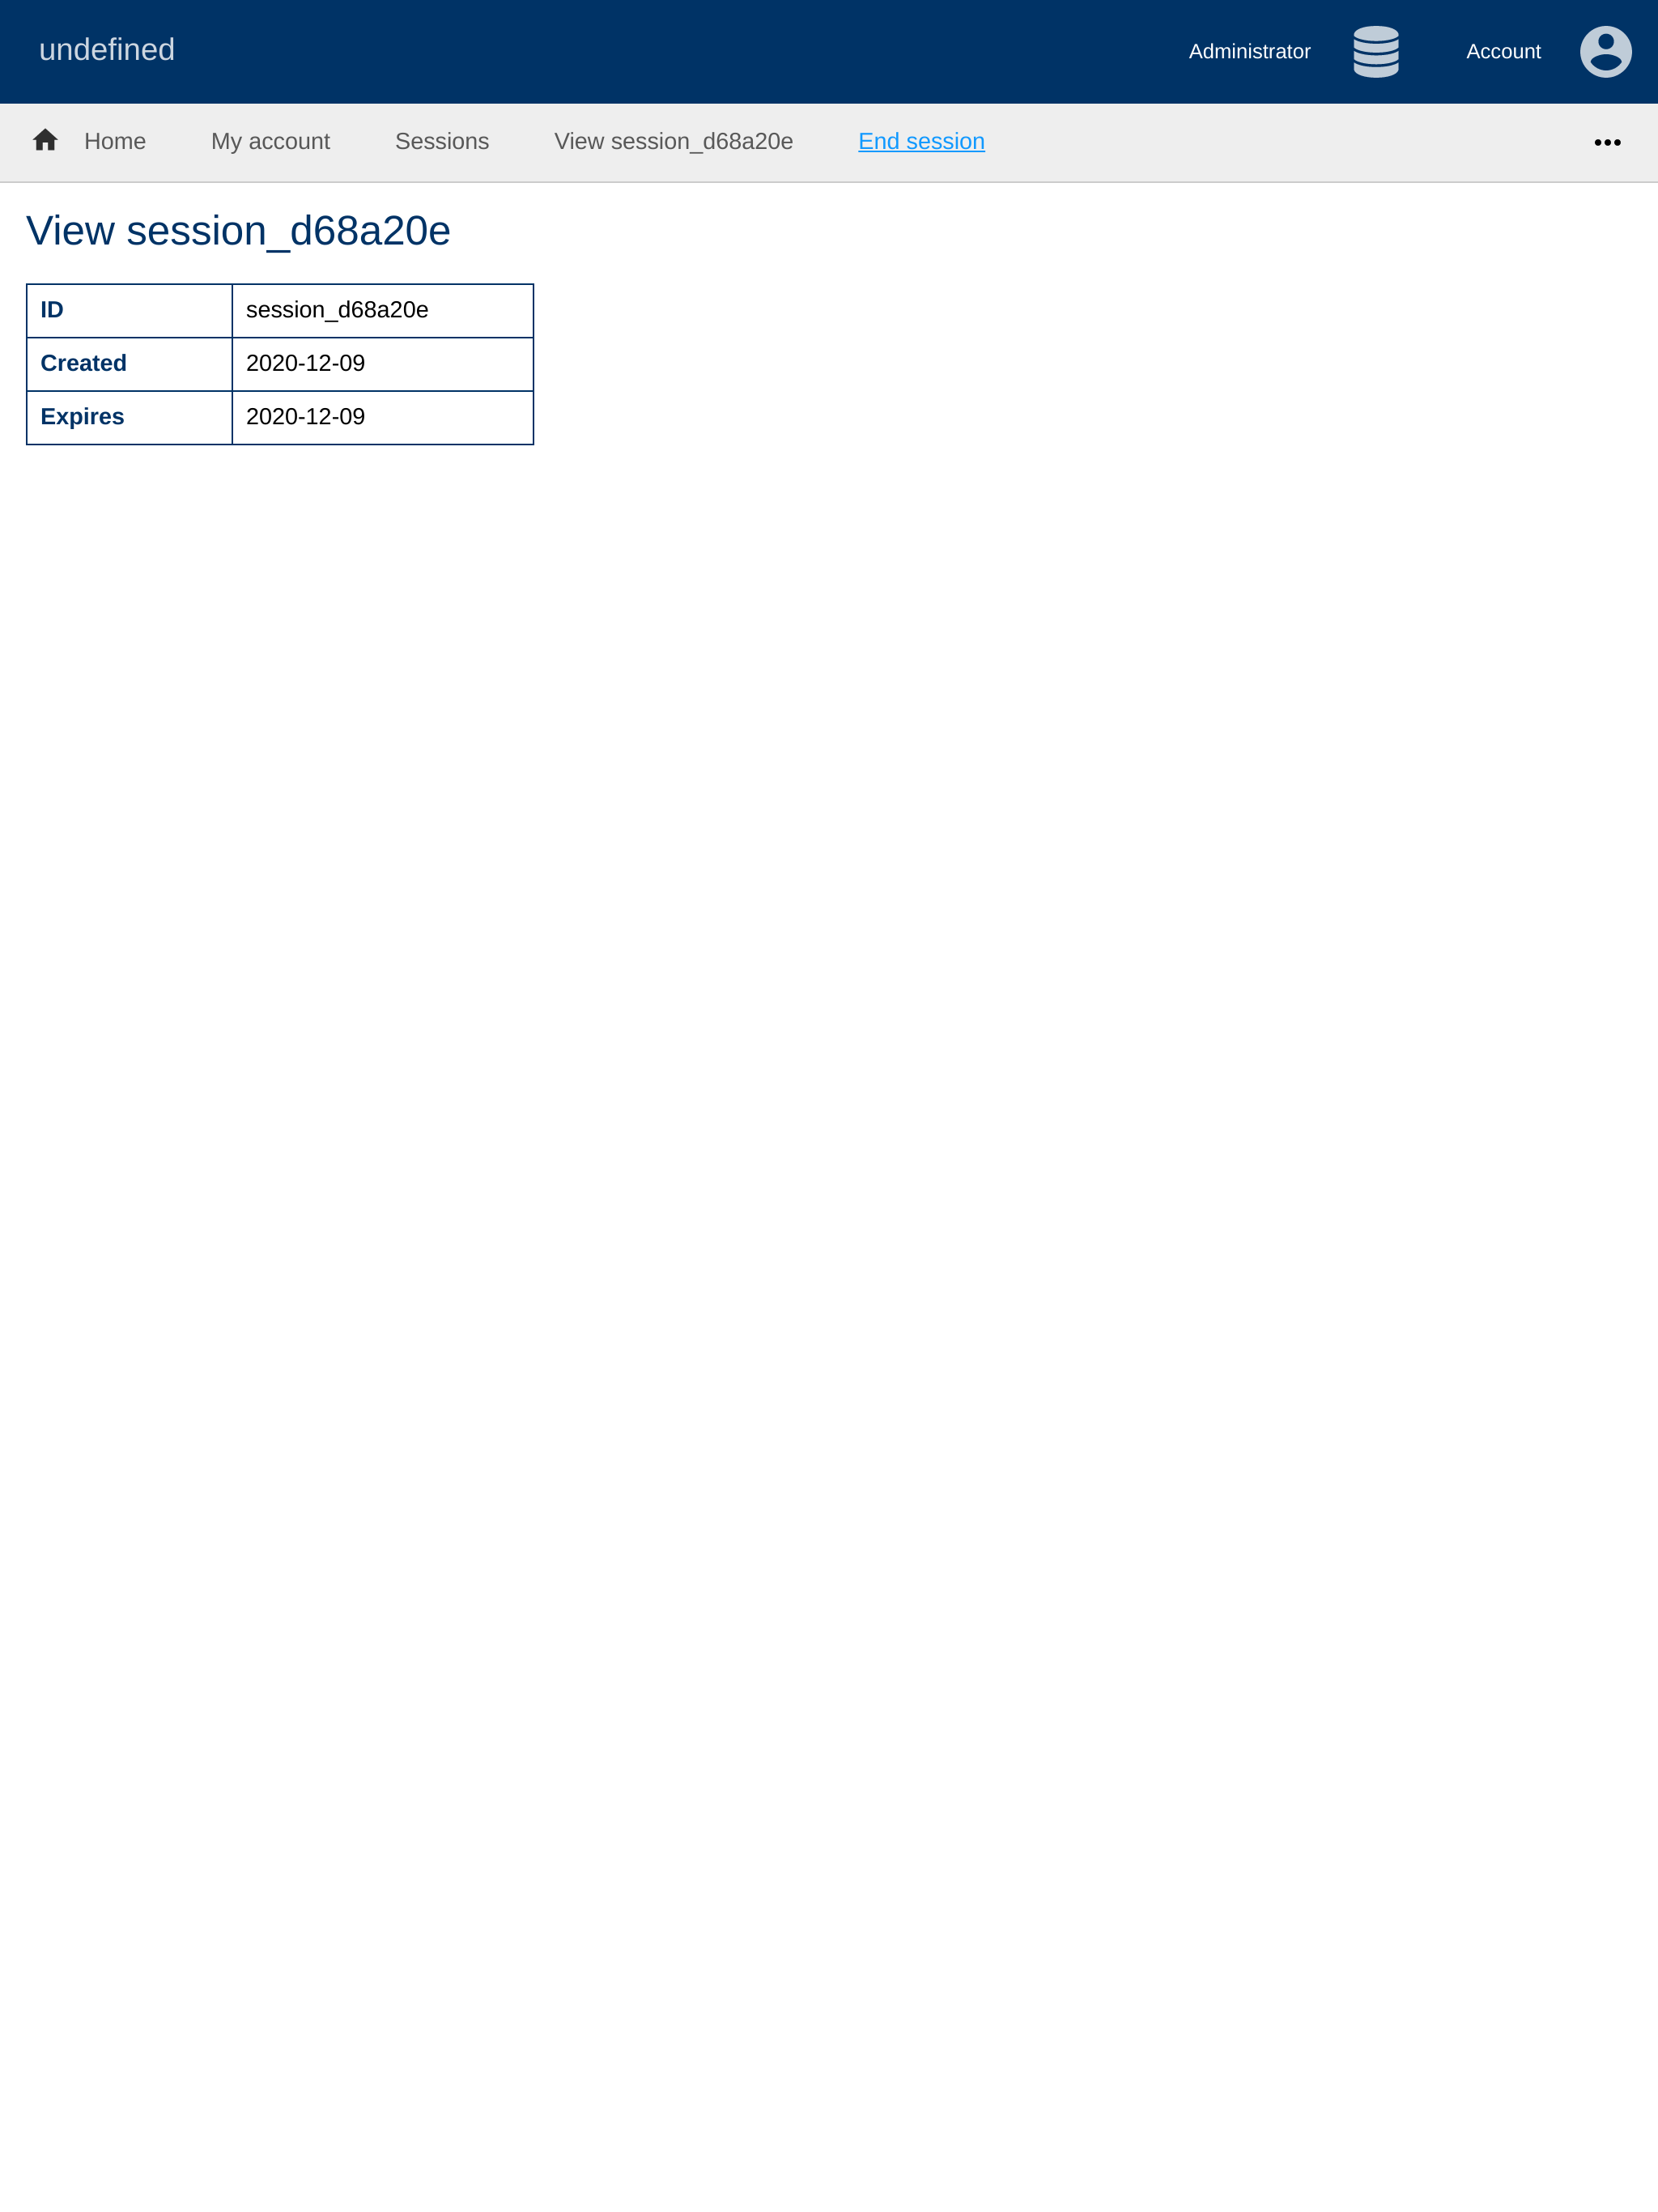 undefined
Administrator
Account
Home
My account
Sessions
View session_d68a20e
End session
View session_d68a20e
ID session_d68a20e
Created 2020-12-09
Expires 2020-12-09